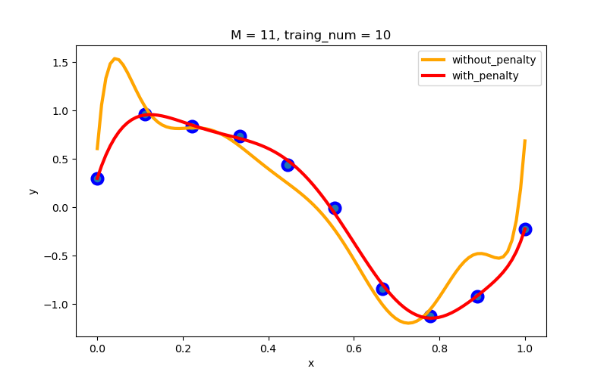 M = 11, traing_num = 10
without_penalty
with_penalty
1.5
1.0
0.5
0.0
−0.5
−1.0
y
0.0 0.2 0.4 0.6 0.8 1.0
x